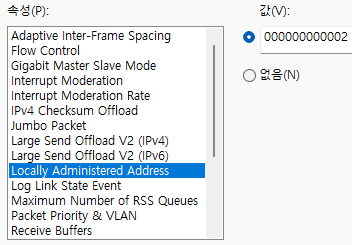 속성(P):
값(V):
Adaptive Inter-Frame Spacing
Flow Control
Gigabit Master Slave Mode
Interrupt Moderation
Interrupt Moderation Rate
IPv4 Checksum Offload
Jumbo Packet
Large Send Offload V2 (IPv4)
Large Send Offload V2 (IPv6)
Locally Administered Address
Log Link State Event
Maximum Number of RSS Queues
Packet Priority & VLAN
Receive Buffers
000000000002
없음(N)